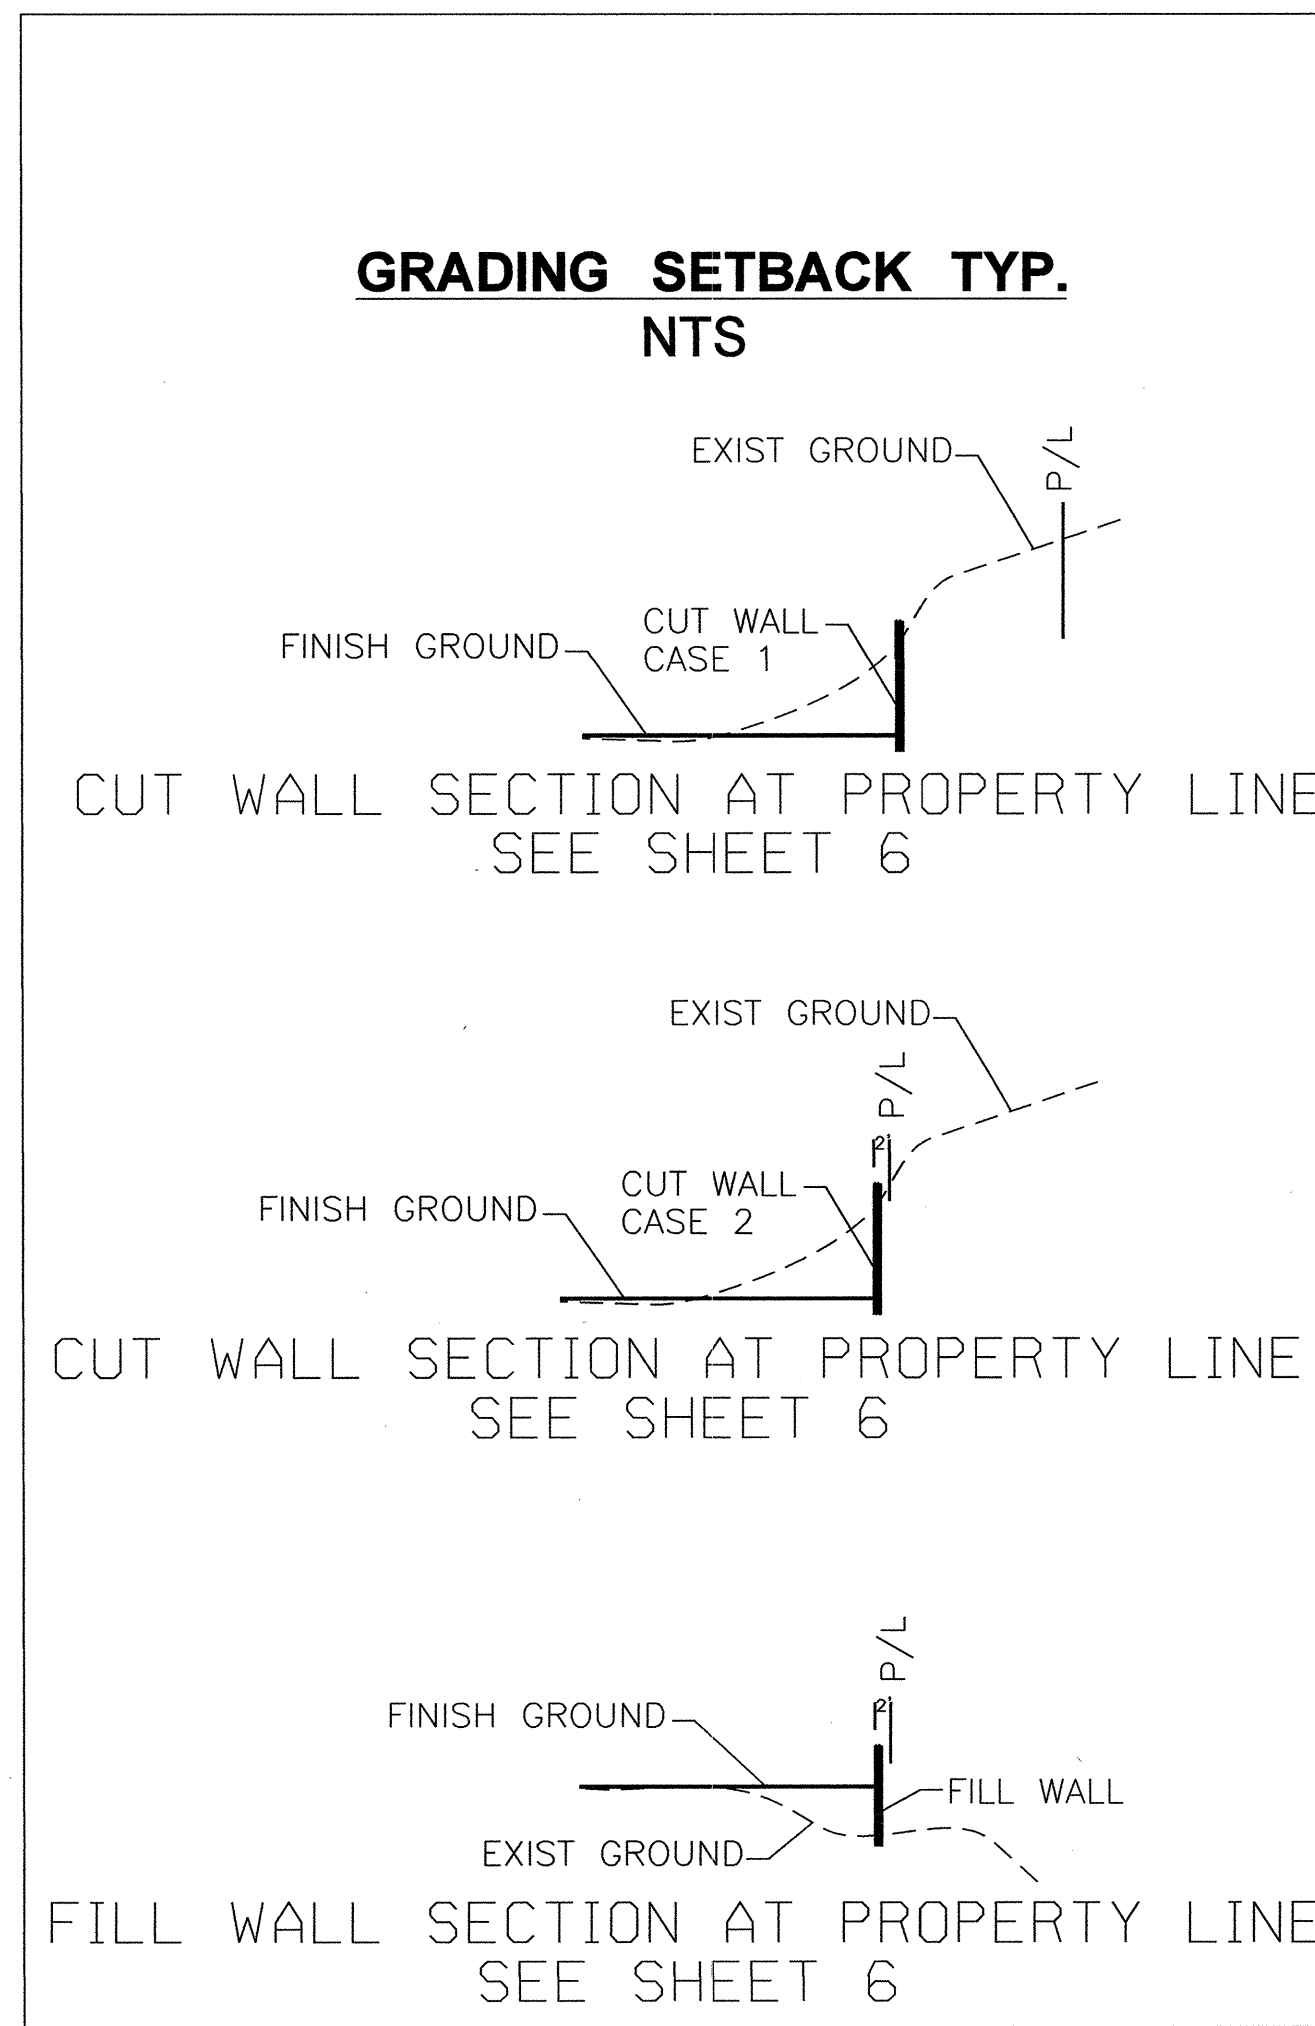 GRADING SETBACK TYP.
NTS
EXIST GROUND
P/L
CUT WALL
CASE 1
FINISH GROUND
CUT WALL SECTION AT PROPERTY LINE
SEE SHEET 6
EXIST GROUND
P/L
2'
CUT WALL
CASE 2
FINISH GROUND
CUT WALL SECTION AT PROPERTY LINE
SEE SHEET 6
P/L
2'
FINISH GROUND
FILL WALL
EXIST GROUND
FILL WALL SECTION AT PROPERTY LINE
SEE SHEET 6